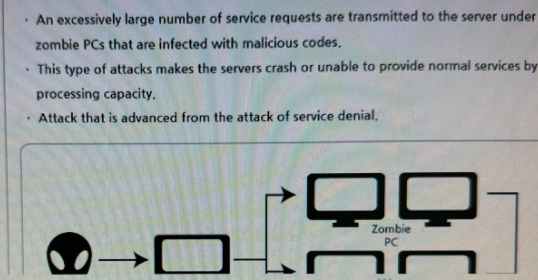 · An excessively large number of service requests are transmitted to the server under
zombie PCs that are infected with malicious codes.
· This type of attacks makes the servers crash or unable to provide normal services by
processing capacity.
· Attack that is advanced from the attack of service denial.
Zombie
PC